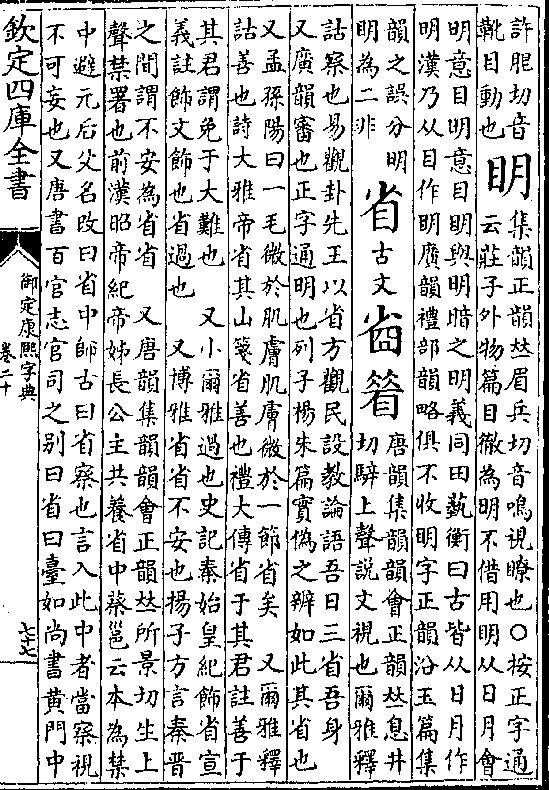 許肥切音
靴目動也
眀
集韻正韻𠀤眉兵切音鳴視瞭也○按正字通
云莊子外物篇目徹為明不借用明从日月㑹
明意目明意目明與明暗之明義同田藝衡曰古皆从日月作
明漢乃从目作眀廣韻禮部韻略俱不收眀字正韻沿玉篇集
韻之誤分眀
明為二非
省
古文
𡮐
𥮪
唐韻集韻韻會正韻𠀤息井
切騂上聲說文視也爾雅釋
詁察也易觀卦先王以省方觀民設教論語吾日三省吾身
又廣韻審也正字通明也列子楊朱篇實偽之辨如此其省也
又孟孫陽曰一毛微於肌膚肌膚微於一節省矣 又爾雅釋
詁善也詩大雅帝省其山箋省善也禮大傳省于其君註善于
其君謂免于大難也 又小爾雅過也史記秦始皇紀飾省宣
義註飾文飾也省過也 又博雅省省不安也楊子方言秦晉
之間謂不安為省省 又唐韻集韻韻會正韻𠀤所景切生上
聲禁署也前漢昭帝紀帝姊長公主共養省中蔡邕云本為禁
中避元后父名改曰省中師古曰省察也言入此中者當察視
不可妄也又唐書百官志官司之别曰省曰臺如尚書黄門中
欽定四庫全書
御定康熙字典
卷二十
七七